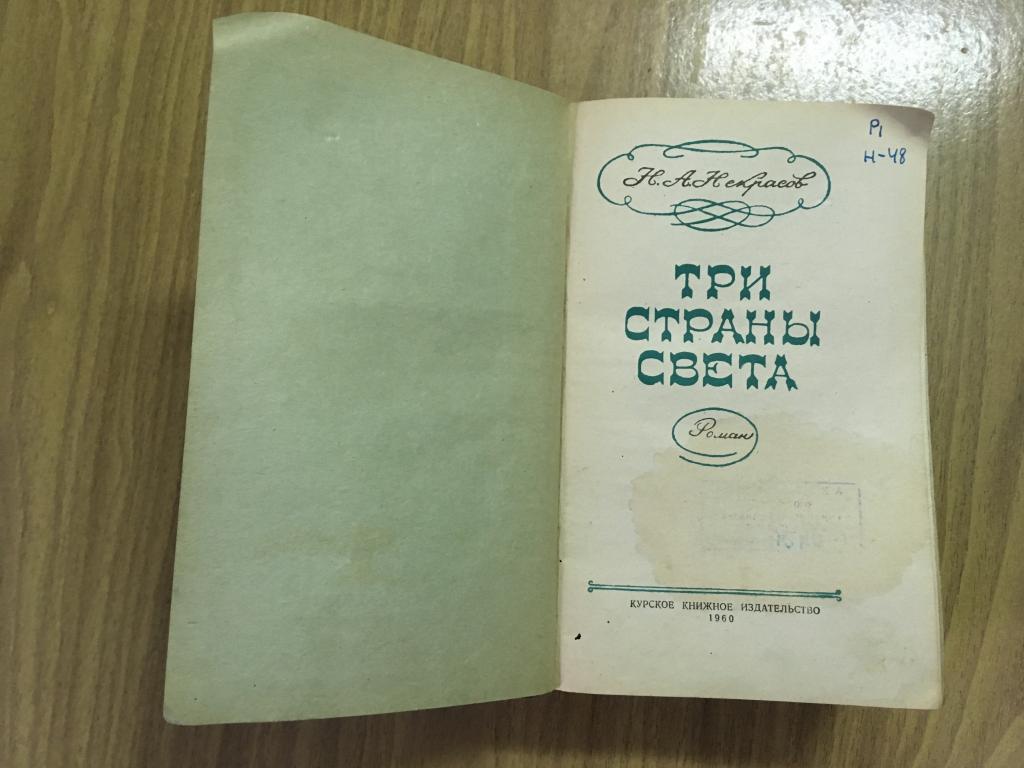 Р1
Н-48
Н. А. Некрасов
ТРИ
СТРАНЫ
СВЕТА
Роман
КУРСКОЕ КНИЖНОЕ ИЗДАТЕЛЬСТВО
1960